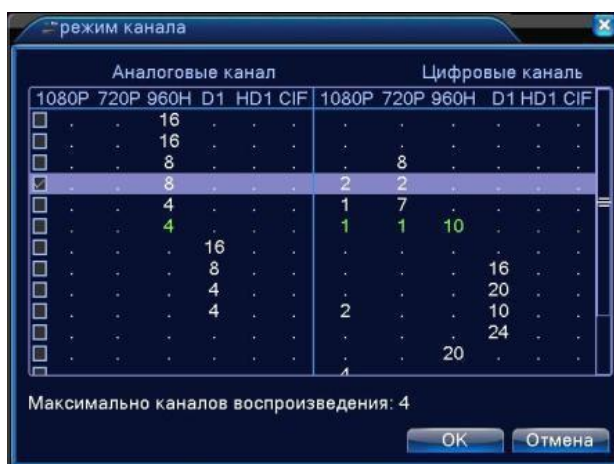 режим канала
Аналоговые канал Цифровые каналь
1080P 720P 960H D1 HD1 CIF 1080P 720P 960H D1 HD1 CIF
. . 16 . . . . . . . . .
. . 16 . . . . . . . . .
. . 8 . . . . 8 . . . .
. . 8 . . . 2 2 . . . .
. . 4 . . . 1 7 . . . .
. . 4 . . . 1 1 10 . . .
. . . 16 . . . . . . . .
. . . 8 . . . . . 16 . .
. . . 4 . . . . . 20 . .
. . . 4 . . 2 . . 10 . .
. . . . . . . . . 24 . .
. . . . . . . . 20 . . .
4
Максимально каналов воспроизведения: 4
OK Отмена